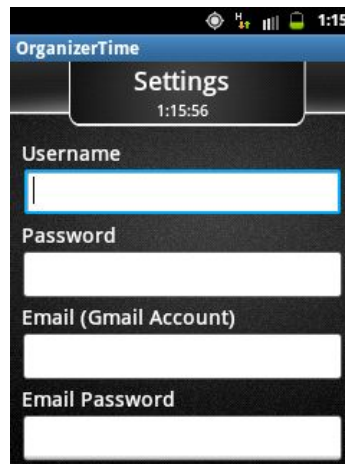 H 1:15
OrganizerTime
Settings
1:15:56
Username
Password
Email (Gmail Account)
Email Password